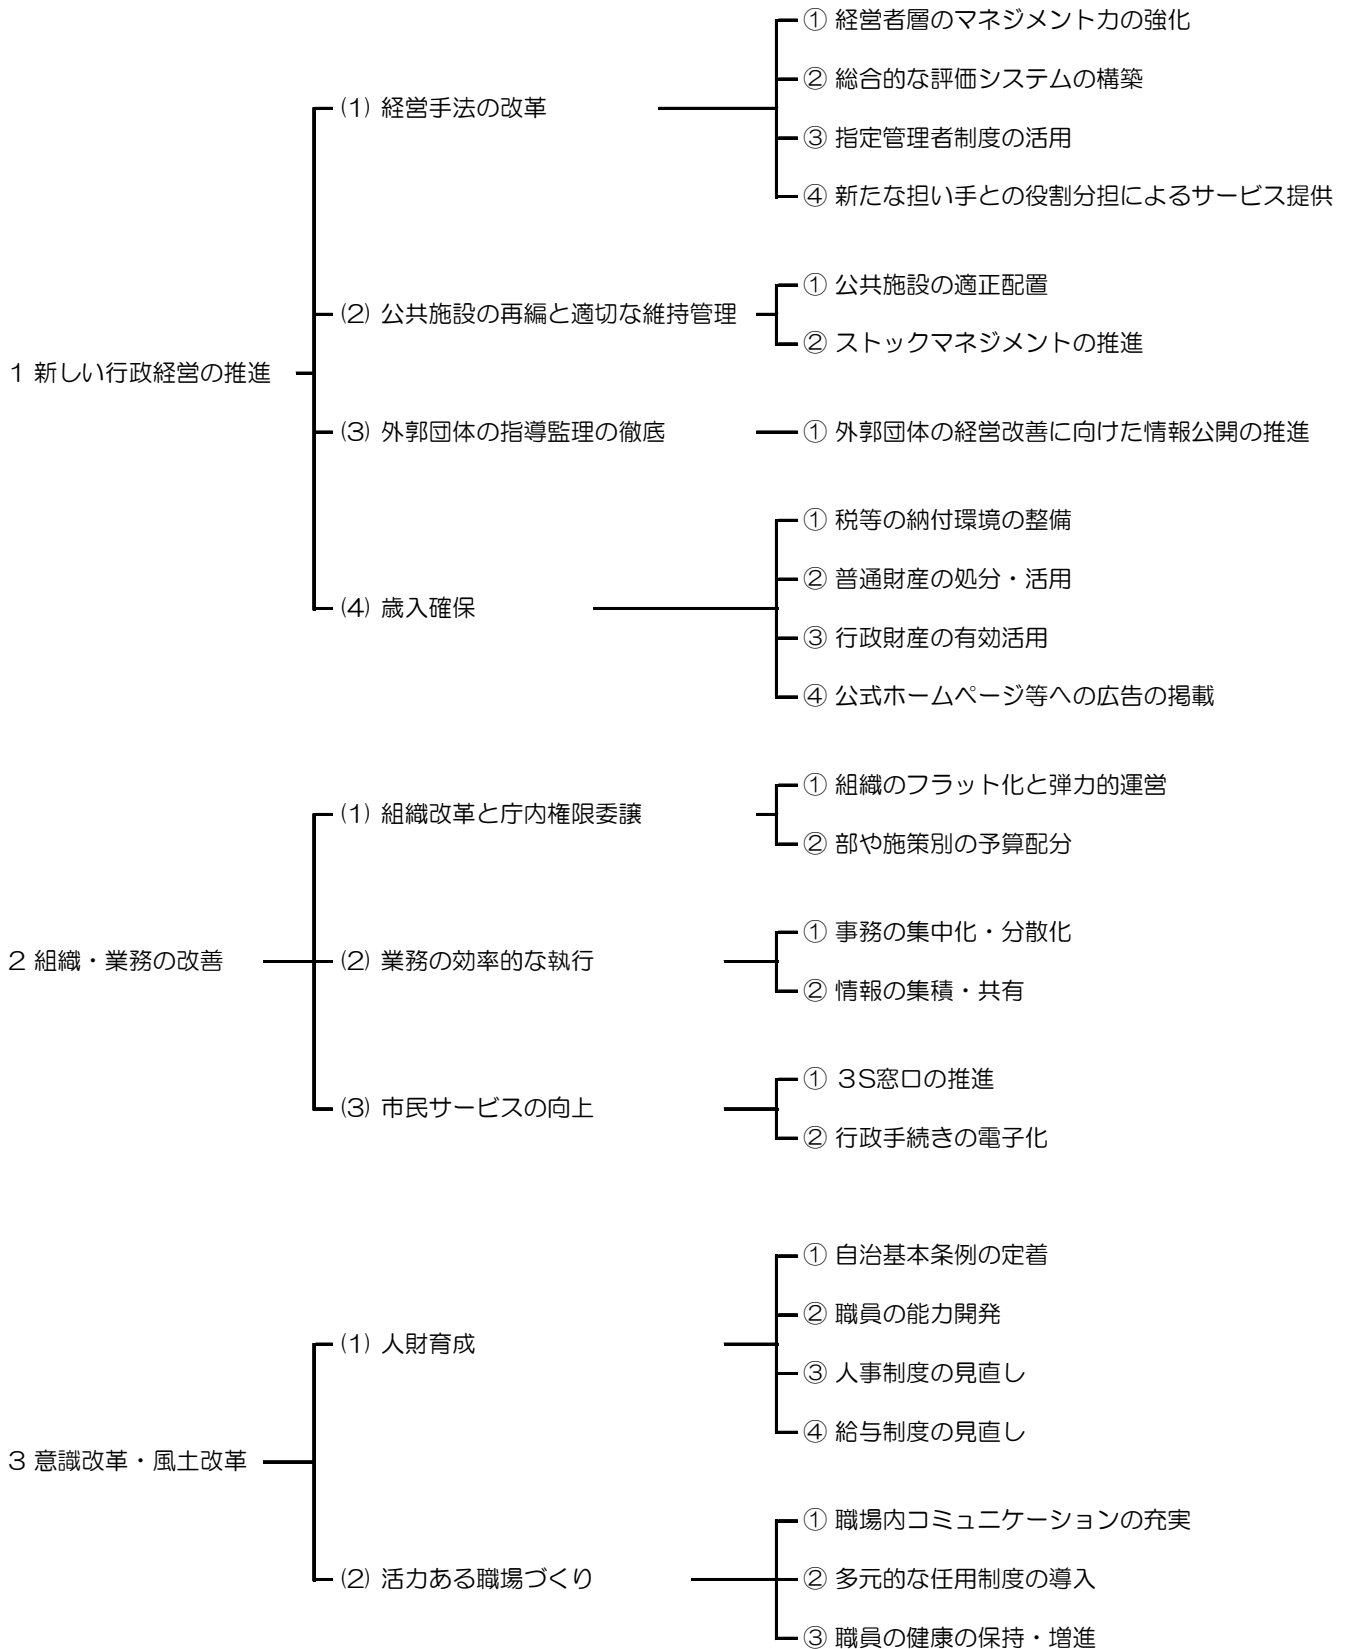 1 新しい行政経営の推進
(1) 経営手法の改革
① 経営者層のマネジメント力の強化
② 総合的な評価システムの構築
③ 指定管理者制度の活用
④ 新たな担い手との役割分担によるサービス提供
(2) 公共施設の再編と適切な維持管理
① 公共施設の適正配置
② ストックマネジメントの推進
(3) 外郭団体の指導監理の徹底
① 外郭団体の経営改善に向けた情報公開の推進
(4) 歳入確保
① 税等の納付環境の整備
② 普通財産の処分・活用
③ 行政財産の有効活用
④ 公式ホームページ等への広告の掲載
2 組織・業務の改善
(1) 組織改革と庁内権限委譲
① 組織のフラット化と弾力的運営
② 部や施策別の予算配分
(2) 業務の効率的な執行
① 事務の集中化・分散化
② 情報の集積・共有
(3) 市民サービスの向上
① 3S窓口の推進
② 行政手続きの電子化
3 意識改革・風土改革
(1) 人財育成
① 自治基本条例の定着
② 職員の能力開発
③ 人事制度の見直し
④ 給与制度の見直し
(2) 活力ある職場づくり
① 職場内コミュニケーションの充実
② 多元的な任用制度の導入
③ 職員の健康の保持・増進